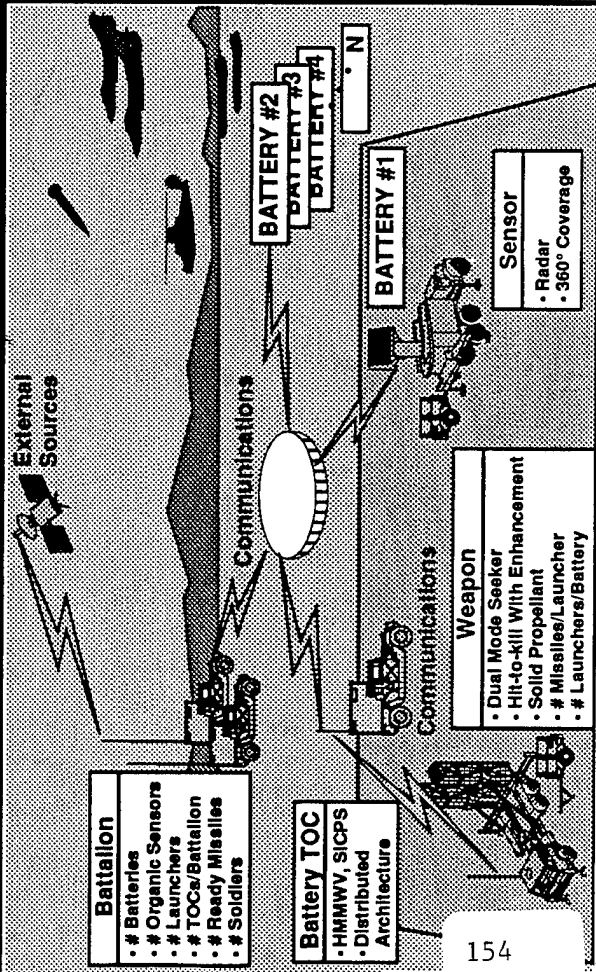 External
Sources
BATTERY #2
BATTERY #3
BATTERY #4
N
Communications
Battalion
• # Batteries
• # Organic Sensors
• # Launchers
• # TOCs/Battalion
• # Ready Missiles
• # Soldiers
BATTERY #1
Battery TOC
• HMMWV, SICPS
• Distributed
Architecture
Communications
Sensor
• Radar
• 360° Coverage
Weapon
• Dual Mode Seeker
• Hit-to-kill With Enhancement
• Solid Propellant
• # Missiles/Launcher
• # Launchers/Battery
154